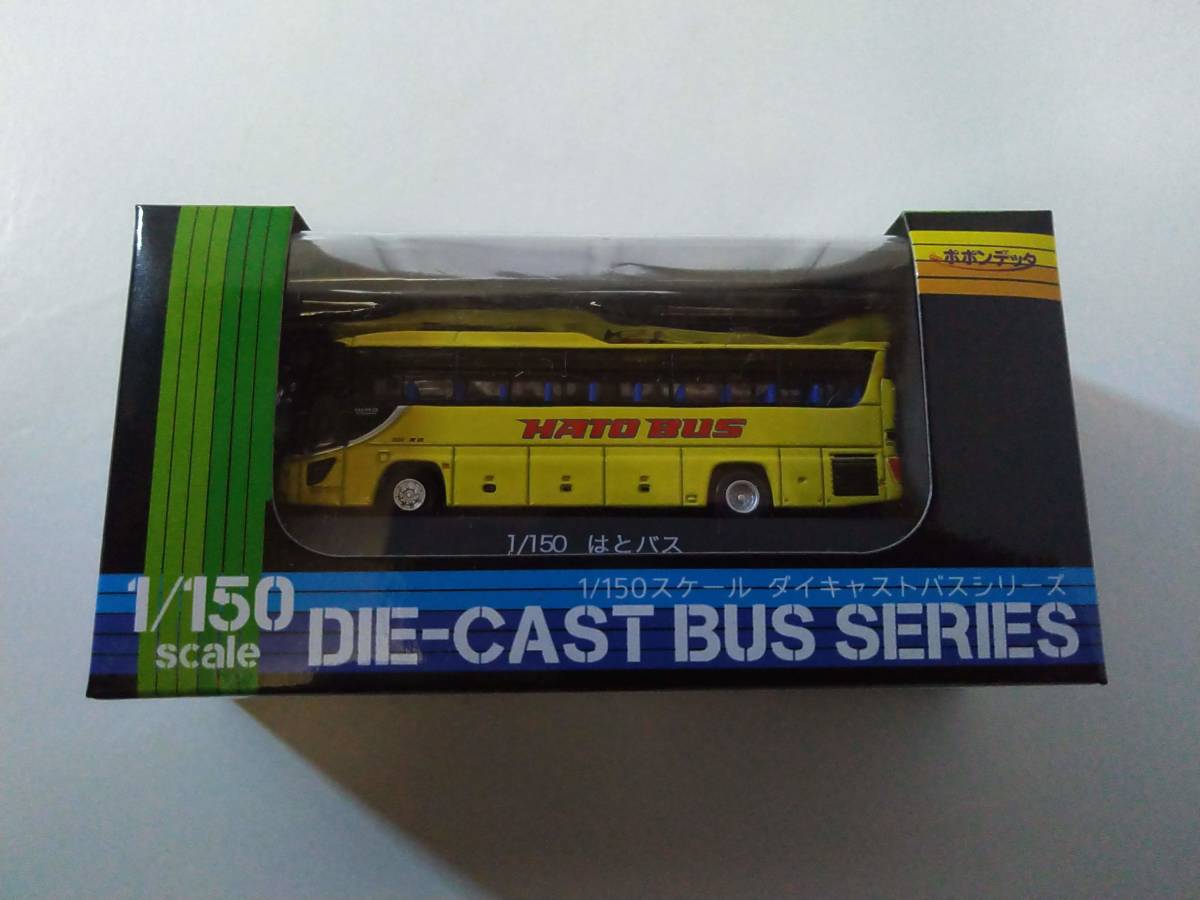 ポポンデッタ
HATO BUS
1/150 はとバス
1/150スケール ダイキャストバスシリーズ
1/150
scale
DIE-CAST BUS SERIES